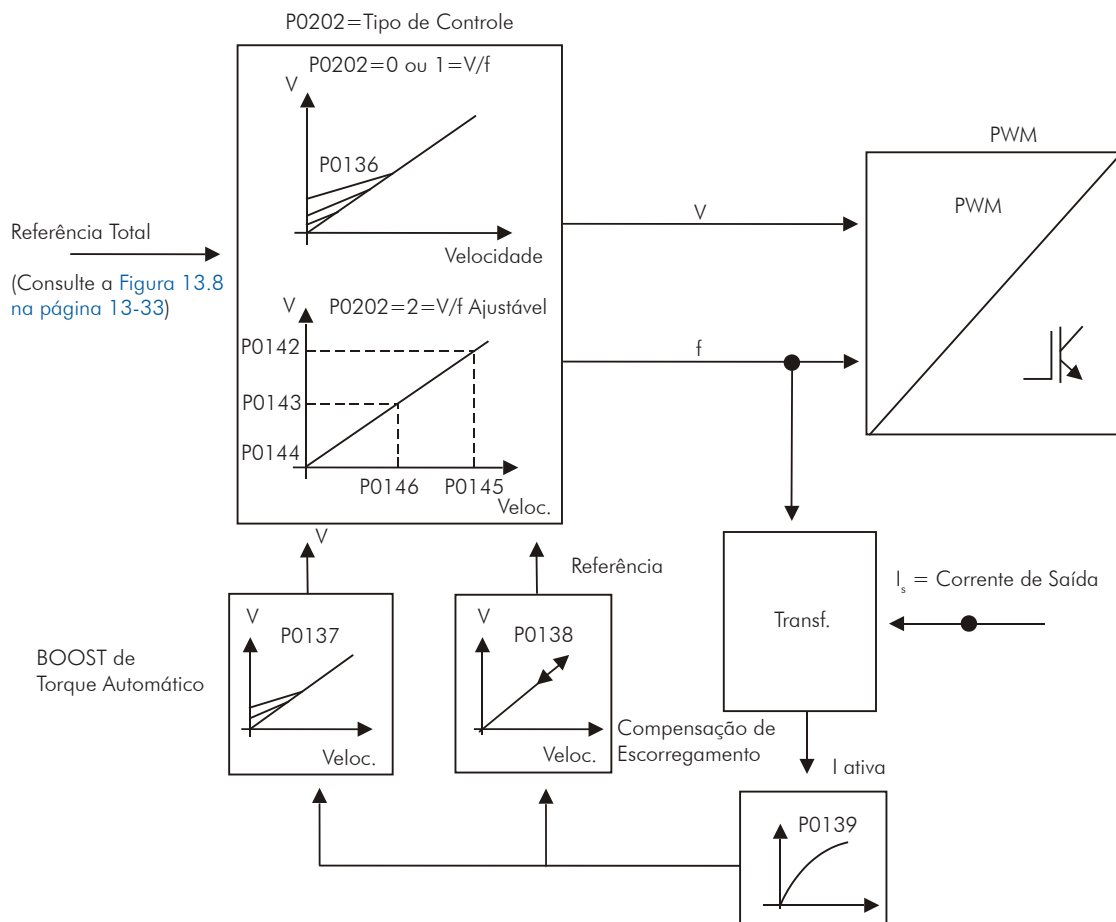 P0202=Tipo de Controle
P0202=0 ou 1=V/f
V
P0136
Velocidade
Referência Total
(Consulte a Figura 13.8
na página 13-33)
V
P0202=2=V/f Ajustável
P0142
P0143
P0144
P0146
P0145
Veloc.
V
f
PWM
PWM
V
Referência
V
P0137
Veloc.
BOOST de
Torque Automático
V
P0138
Veloc.
Compensação de
Escorregamento
Transf.
Is = Corrente de Saída
I ativa
P0139